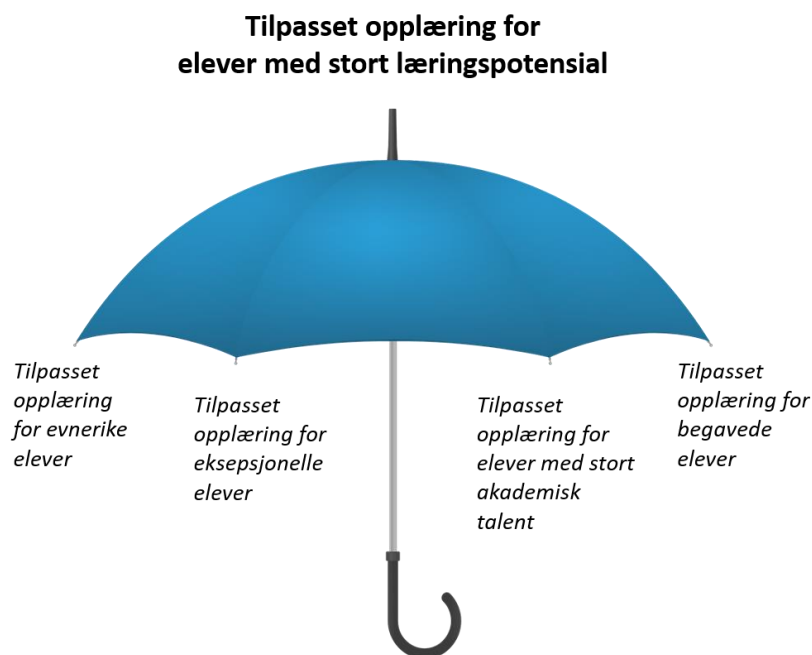 Tilpasset opplæring for
elever med stort læringspotensial
Tilpasset
opplæring
for evnerike
elever
Tilpasset
opplæring for
eksepsjonelle
elever
Tilpasset
opplæring for
elever med stort
akademisk
talent
Tilpasset
opplæring for
begavede
elever